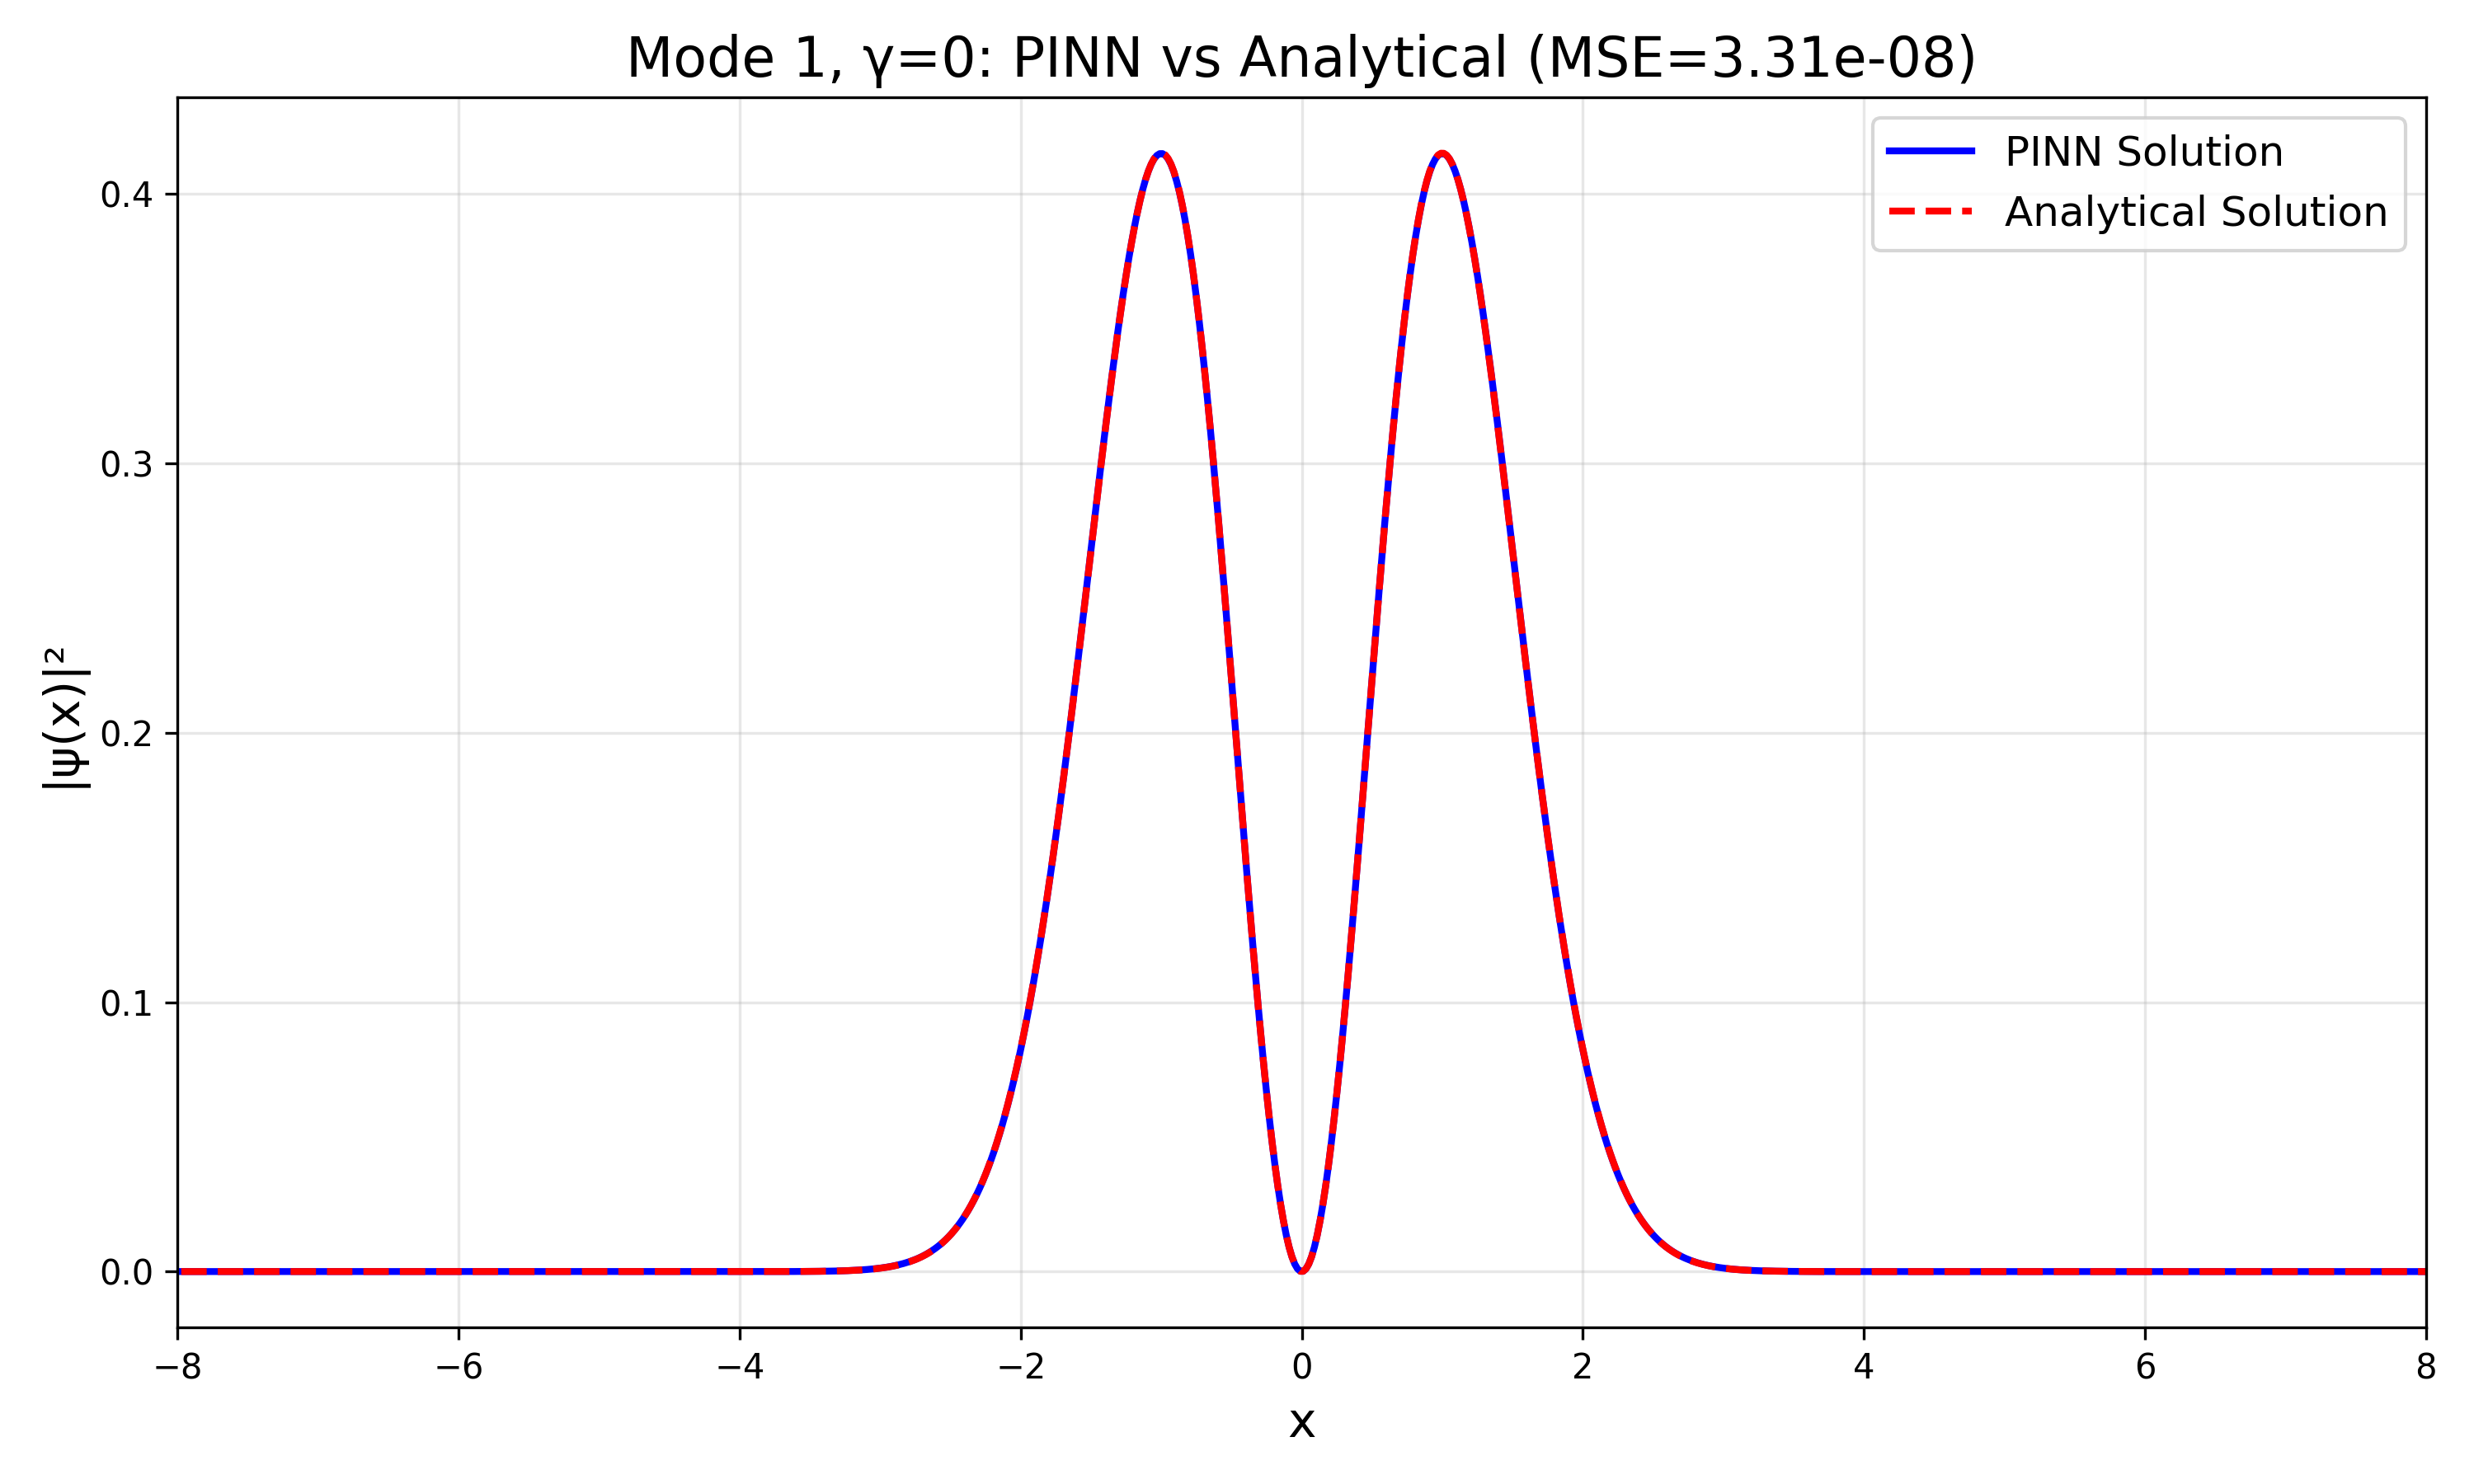 Mode 1, γ=0: PINN vs Analytical (MSE=3.31e-08)
PINN Solution
Analytical Solution
|ψ(x)|²
0.4
0.3
0.2
0.1
0.0
−8 −6 −4 −2 0 2 4 6 8
x